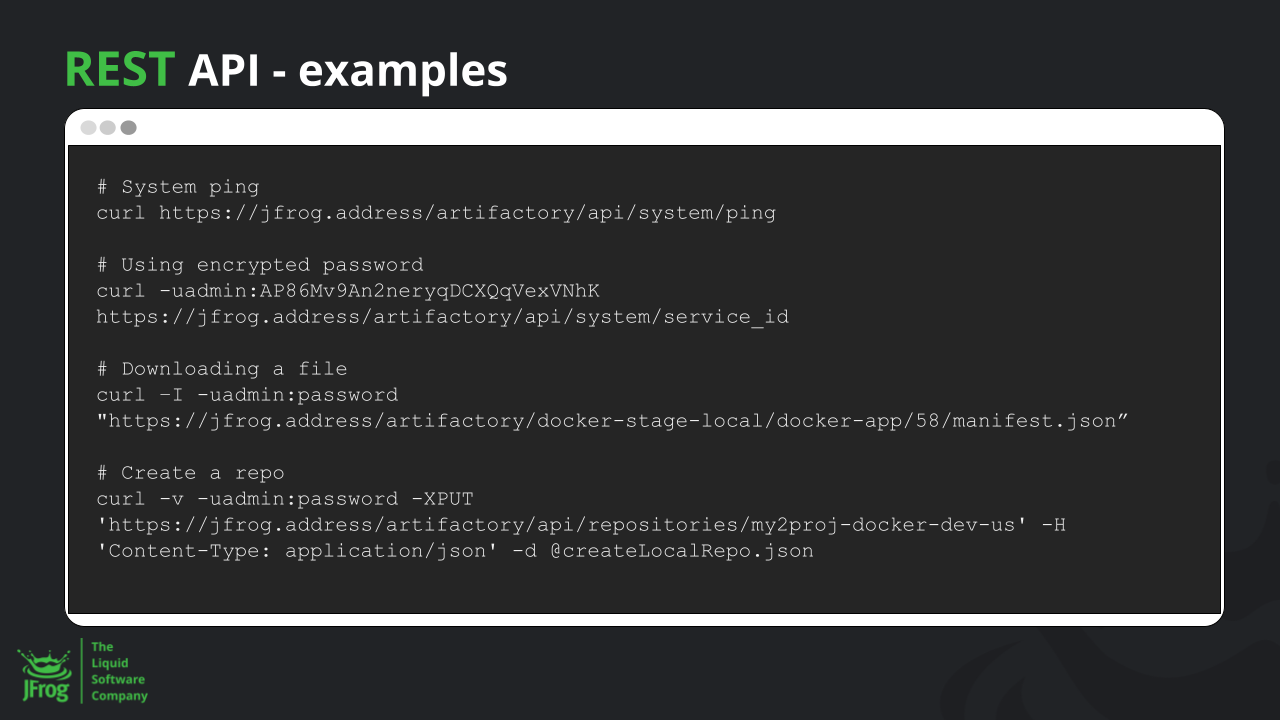 REST API - examples
# System ping
curl https://jfrog.address/artifactory/api/system/ping
# Using encrypted password
curl -uadmin:AP86Mv9An2neryqDCXQqVexVNhK
https://jfrog.address/artifactory/api/system/service_id
# Downloading a file
curl –I -uadmin:password
"https://jfrog.address/artifactory/docker-stage-local/docker-app/58/manifest.json”
# Create a repo
curl -v -uadmin:password -XPUT
'https://jfrog.address/artifactory/api/repositories/my2proj-docker-dev-us' -H
'Content-Type: application/json' -d @createLocalRepo.json
JFrog
The
Liquid
Software
Company